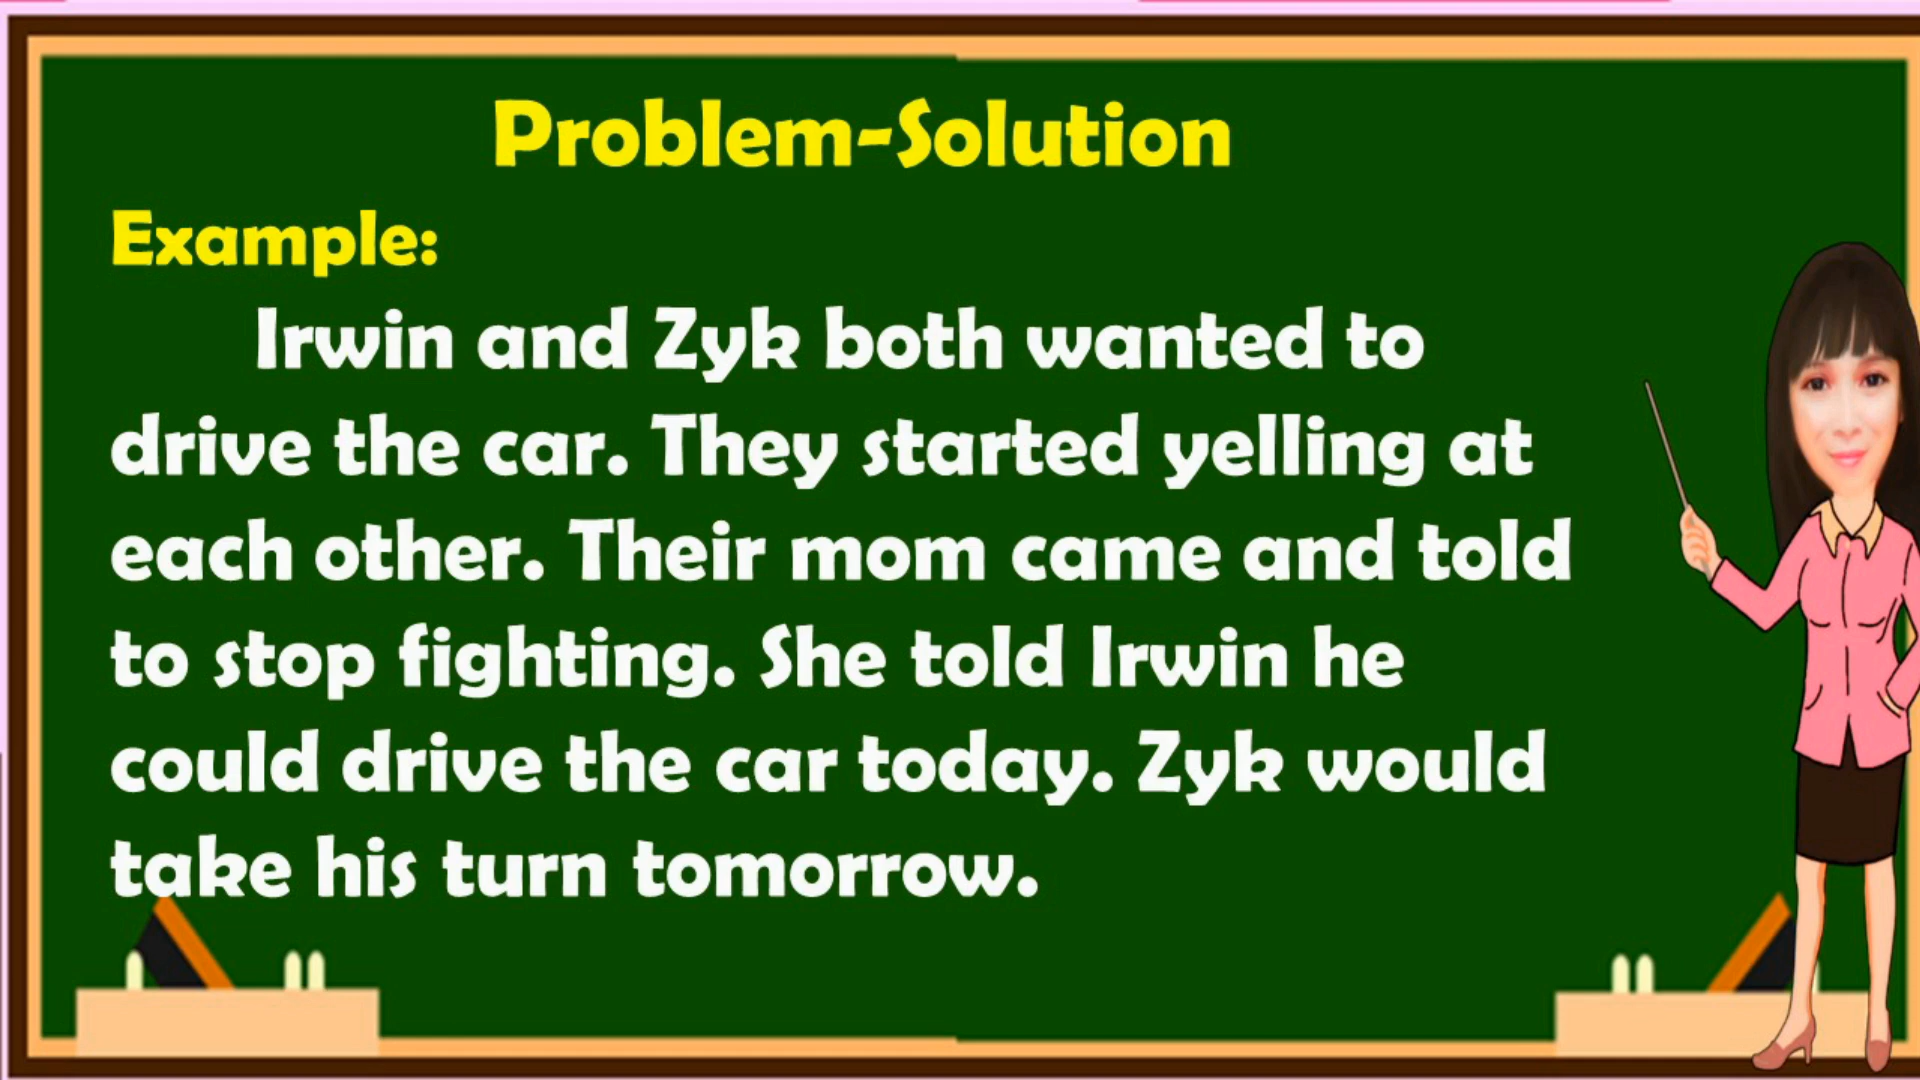 Problem-Solution
Example:
Irwin and Zyk both wanted to
drive the car. They started yelling at
each other. Their mom came and told
to stop fighting. She told Irwin he
could drive the car today. Zyk would
take his turn tomorrow.